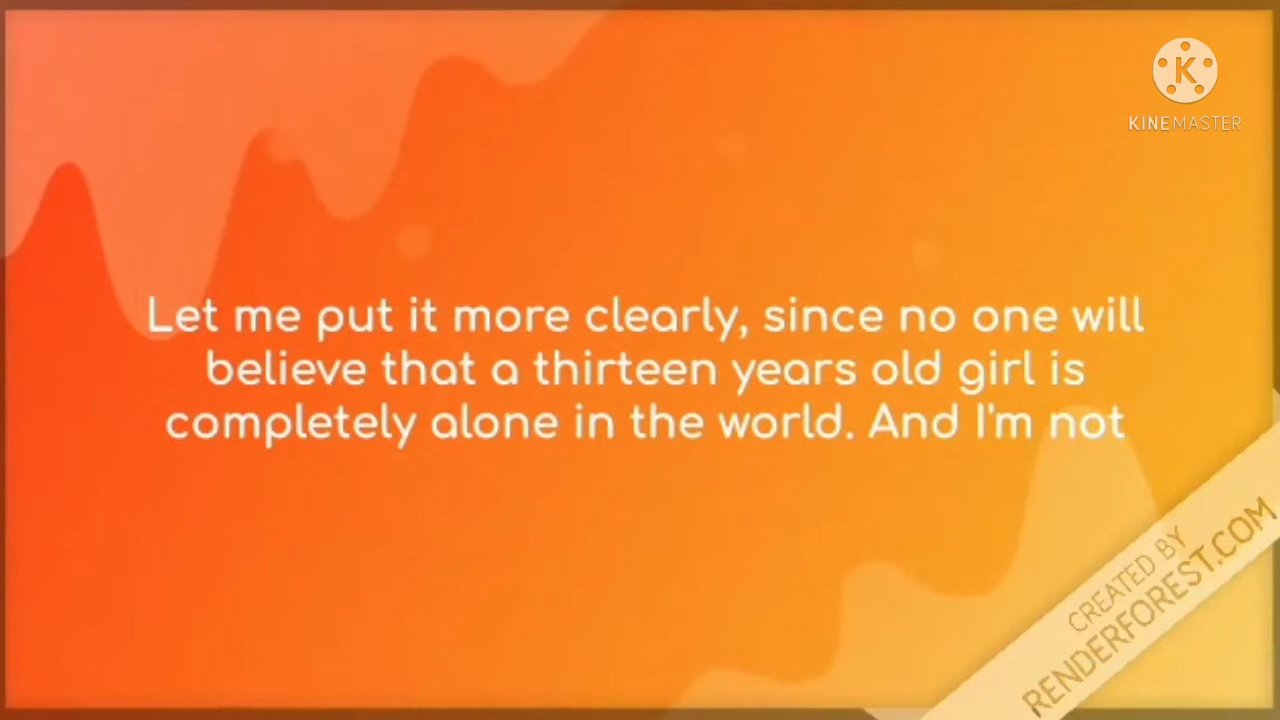 KINEMASTER
Let me put it more clearly, since no one will
believe that a thirteen years old girl is
completely alone in the world. And I'm not
CREATED BY
RENDERFOREST.COM